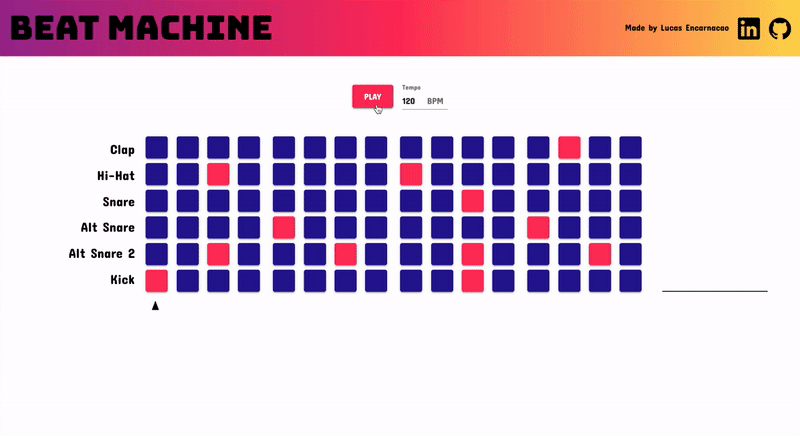 BEAT MACHINE
Made by Lucas Encarnacao
in
PLAY
Tempo
120 BPM
Clap
Hi-Hat
Snare
Alt Snare
Alt Snare 2
Kick